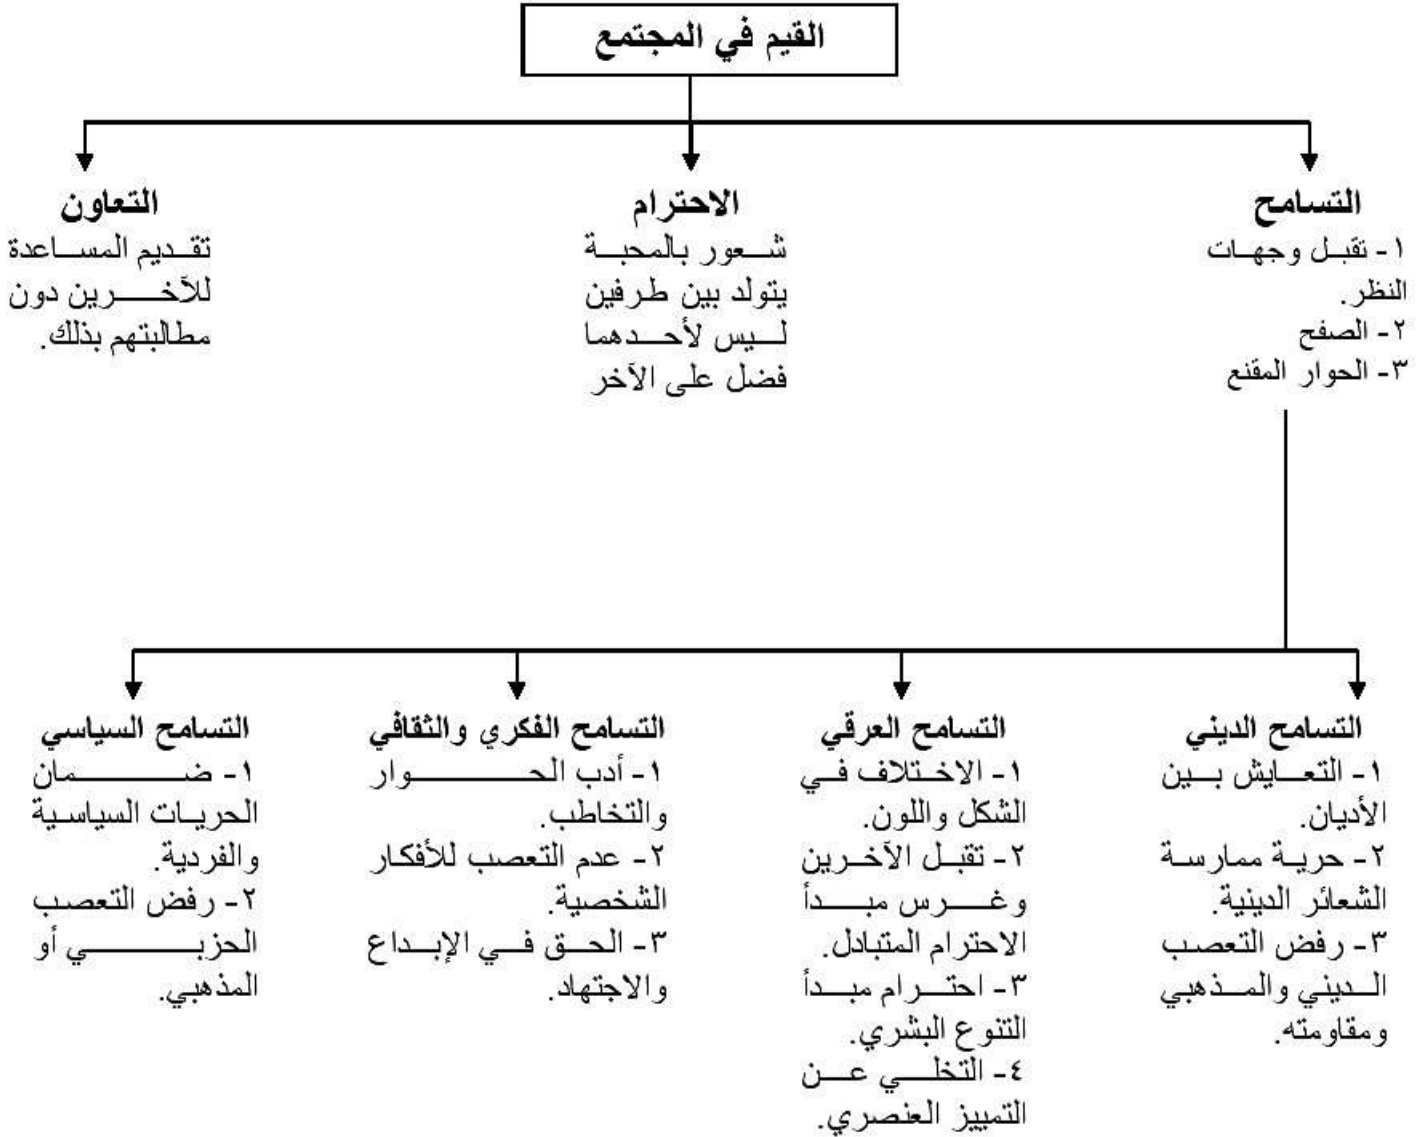 القيم في المجتمع
التسامح
١- تقبل وجهات
النظر.
٢- الصفح
٣- الحوار المقنع
الاحترام
شعور بالمحبة
يتولد بين طرفين
ليس لأحدهما
فضل على الآخر
التعاون
تقديم المساعدة
للآخرين دون
مطالبتهم بذلك.
التسامح الديني
١- التعايش بين
الأديان.
٢- حرية ممارسة
الشعائر الدينية.
٣- رفض التعصب
الديني والمذهبي
ومقاومته.
التسامح العرقي
١- الاختلاف في
الشكل واللون.
٢- تقبل الآخرين
وغرس مبدأ
الاحترام المتبادل.
٣- احترام مبدأ
التنوع البشري.
٤- التخلي عن
التمييز العنصري.
التسامح الفكري والثقافي
١- أدب الحوار
والتخاطب.
٢- عدم التعصب للأفكار
الشخصية.
٣- الحق في الإبداع
والاجتهاد.
التسامح السياسي
١- ضمان
الحريات السياسية
والفردية.
٢- رفض التعصب
الحزبي أو
المذهبي.